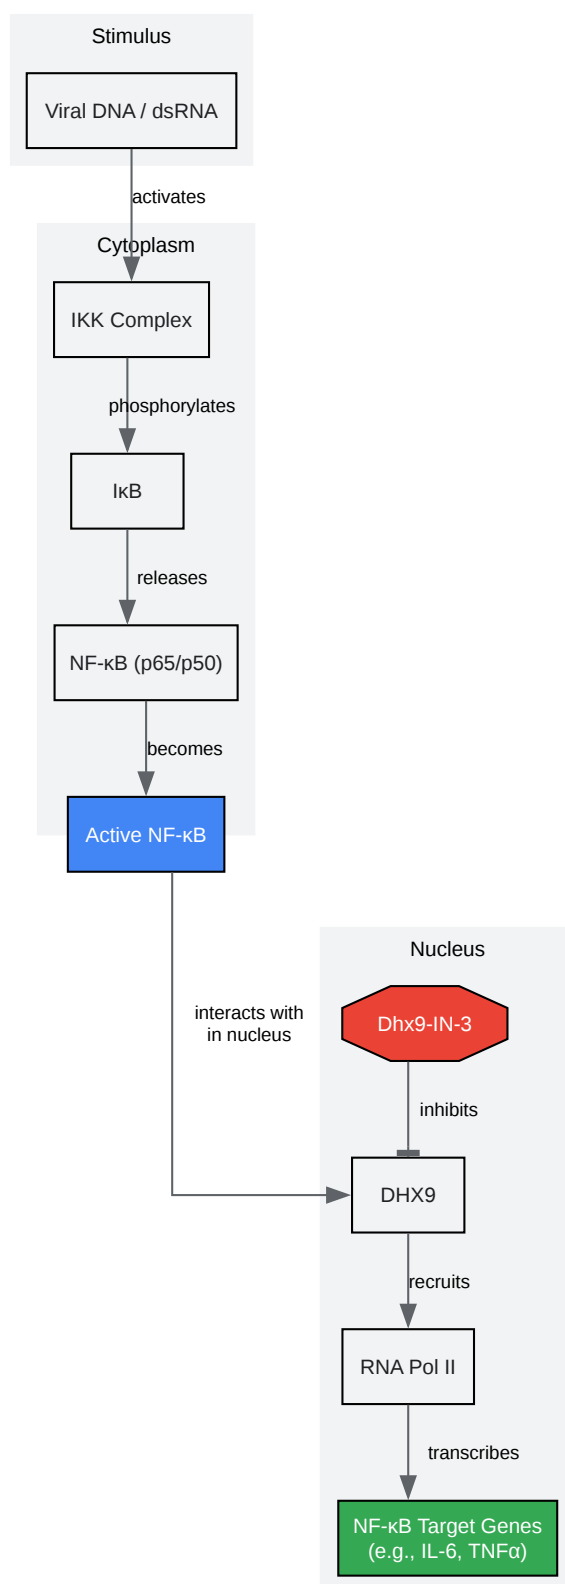 Stimulus
Viral DNA / dsRNA
activates
Cytoplasm
IKK Complex
phosphorylates
IκB
releases
NF-κB (p65/p50)
becomes
Active NF-κB
Nucleus
interacts with
in nucleus
Dhx9-IN-3
inhibits
DHX9
recruits
RNA Pol II
transcribes
NF-κB Target Genes
(e.g., IL-6, TNFα)